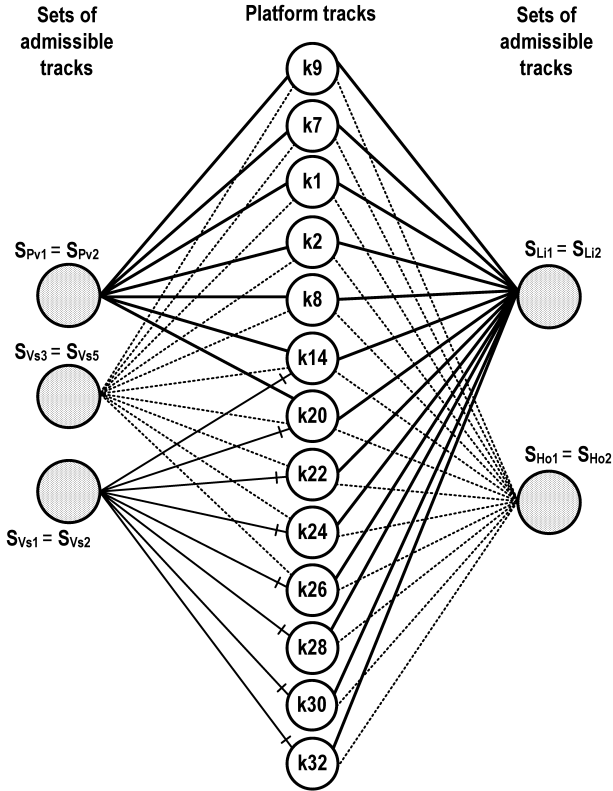 Sets of
admissible
tracks
Platform tracks
Sets of
admissible
tracks
k9
k7
k1
k2
k8
k14
k20
k22
k24
k26
k28
k30
k32
SPv1 = SPv2
SVs3 = SVs5
SVs1 = SVs2
SLi1 = SLi2
SHo1 = SHo2